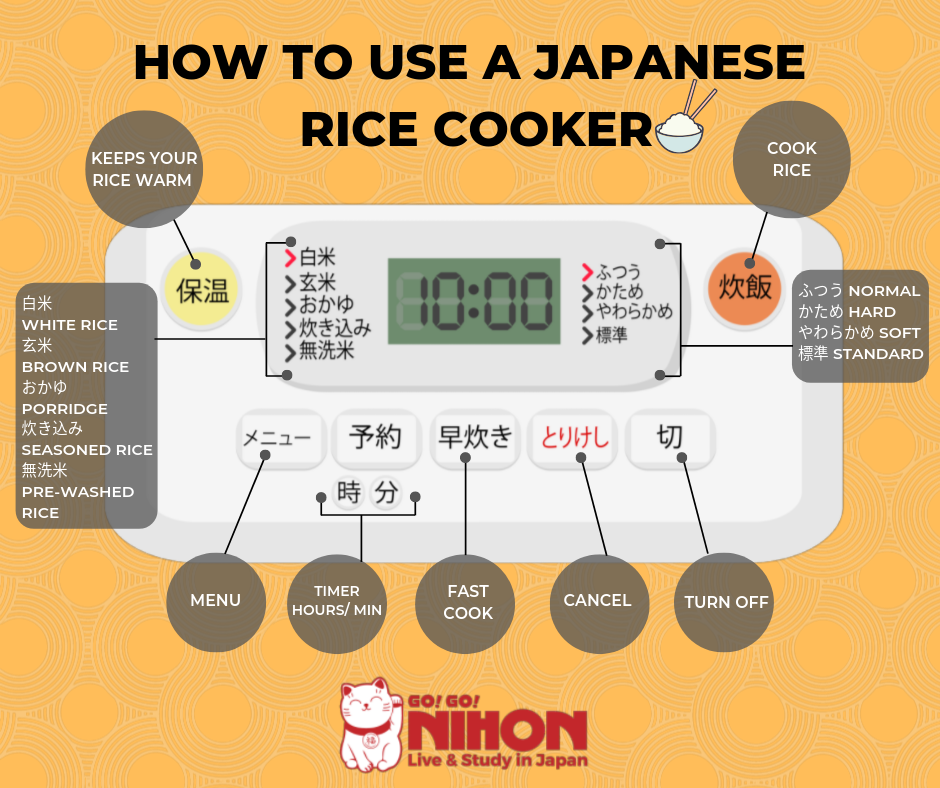 HOW TO USE A JAPANESE
RICE COOKER
KEEPS YOUR
RICE WARM
COOK
RICE
保温
白米
玄米
おかゆ
炊き込み
無洗米
10:00
ふつう
かため
やわらかめ
標準
炊飯
白米
WHITE RICE
玄米
BROWN RICE
おかゆ
PORRIDGE
炊き込み
SEASONED RICE
無洗米
PRE-WASHED
RICE
ふつう NORMAL
かため HARD
やわらかめ SOFT
標準 STANDARD
メニュー
予約
早炊き
とりけし
切
時 分
MENU
TIMER
HOURS/ MIN
FAST
COOK
CANCEL
TURN OFF
福
GO! GO!
NIHON
Live & Study in Japan